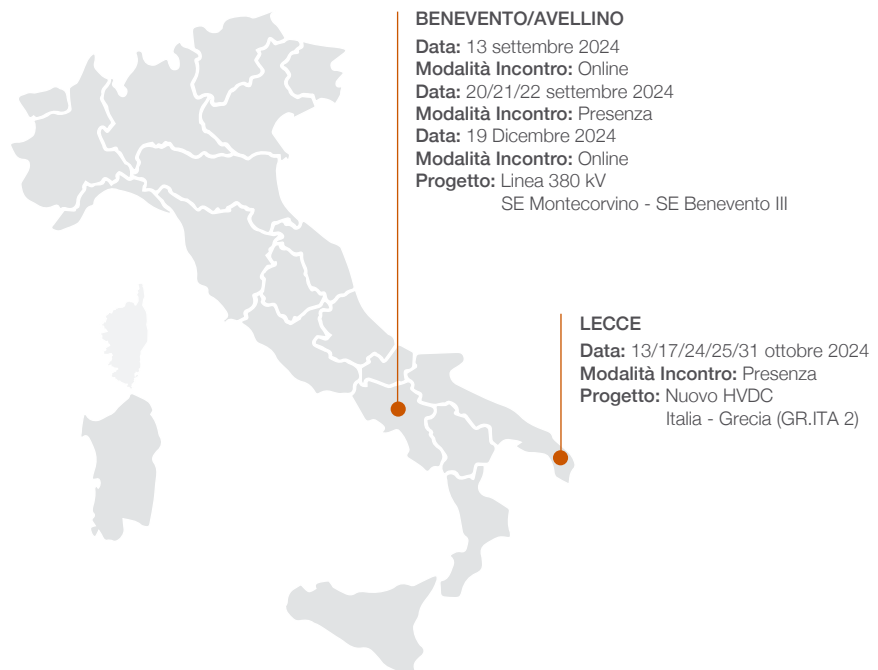 BENEVENTO/AVELLINO
Data: 13 settembre 2024
Modalità Incontro: Online
Data: 20/21/22 settembre 2024
Modalità Incontro: Presenza
Data: 19 Dicembre 2024
Modalità Incontro: Online
Progetto: Linea 380 kV
SE Montecorvino - SE Benevento III
LECCE
Data: 13/17/24/25/31 ottobre 2024
Modalità Incontro: Presenza
Progetto: Nuovo HVDC
Italia - Grecia (GR.ITA 2)